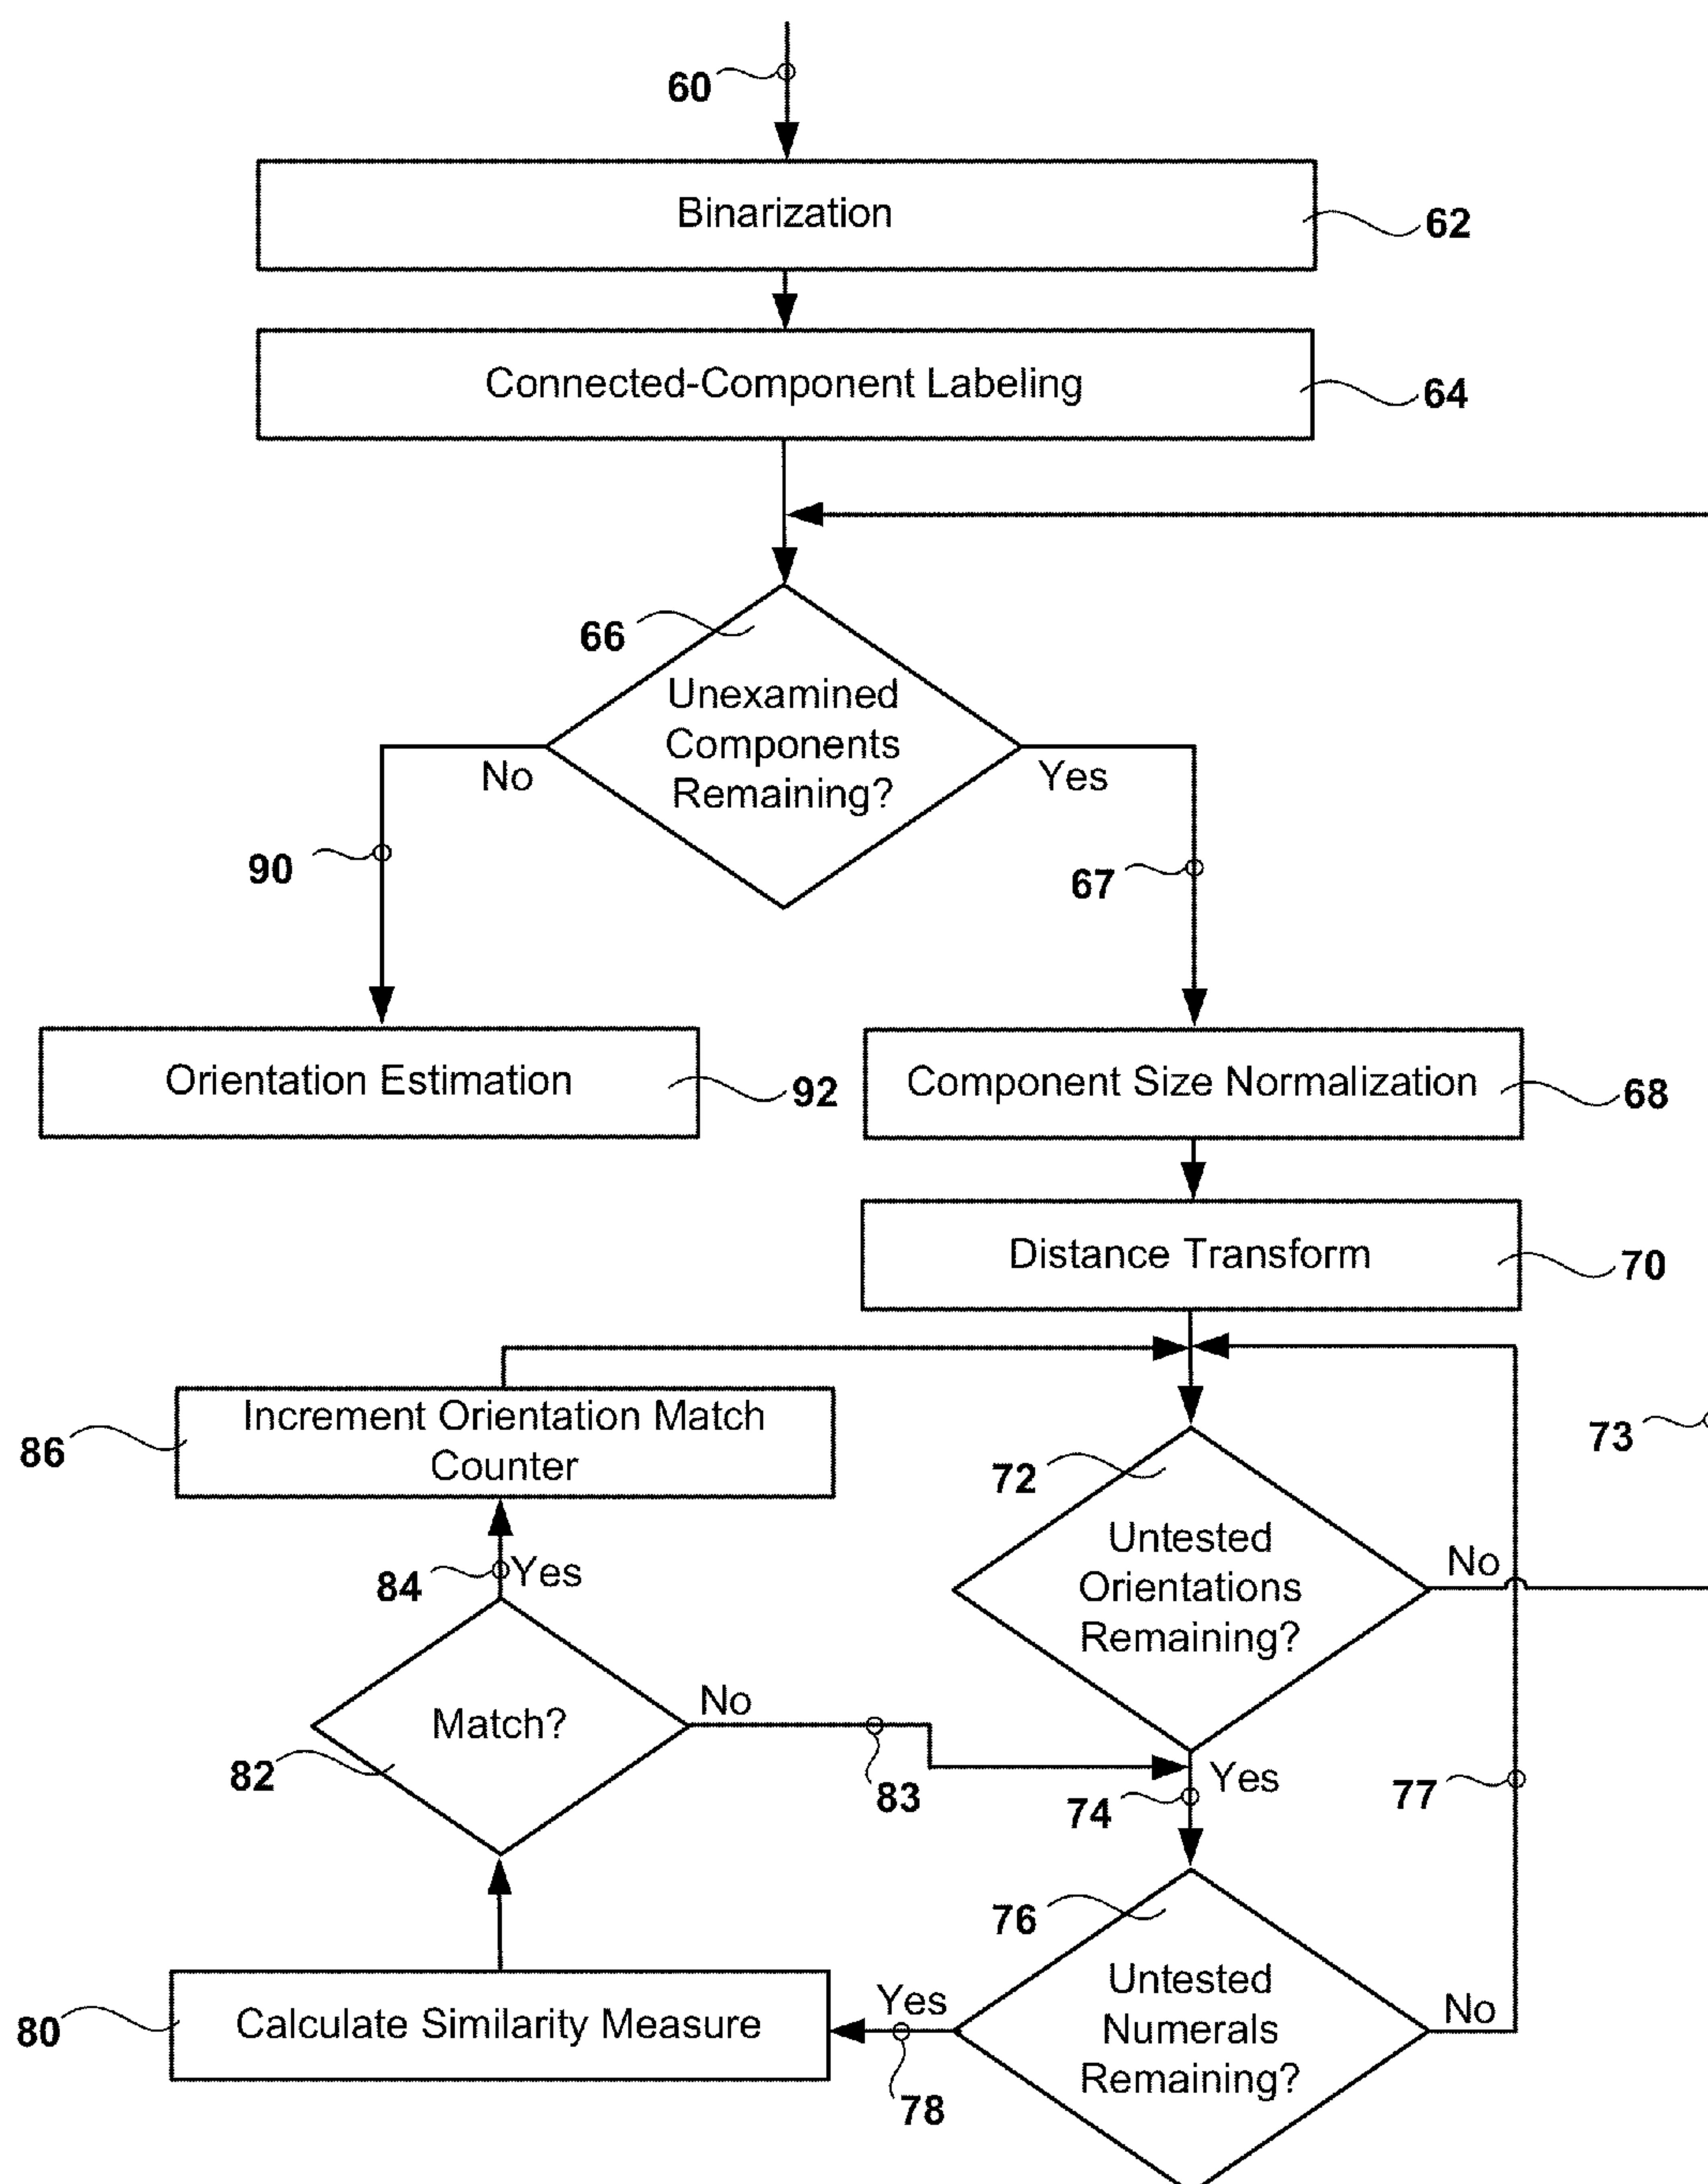 60
Binarization
62
Connected-Component Labeling
64
66
Unexamined
Components
Remaining?
No
Yes
90
67
Orientation Estimation
92
Component Size Normalization
68
Distance Transform
70
Increment Orientation Match
Counter
86
73
72
Untested
Orientations
Remaining?
No
84
Yes
Match?
No
82
83
Yes
74
77
76
Untested
Numerals
Remaining?
Yes
No
80
Calculate Similarity Measure
78